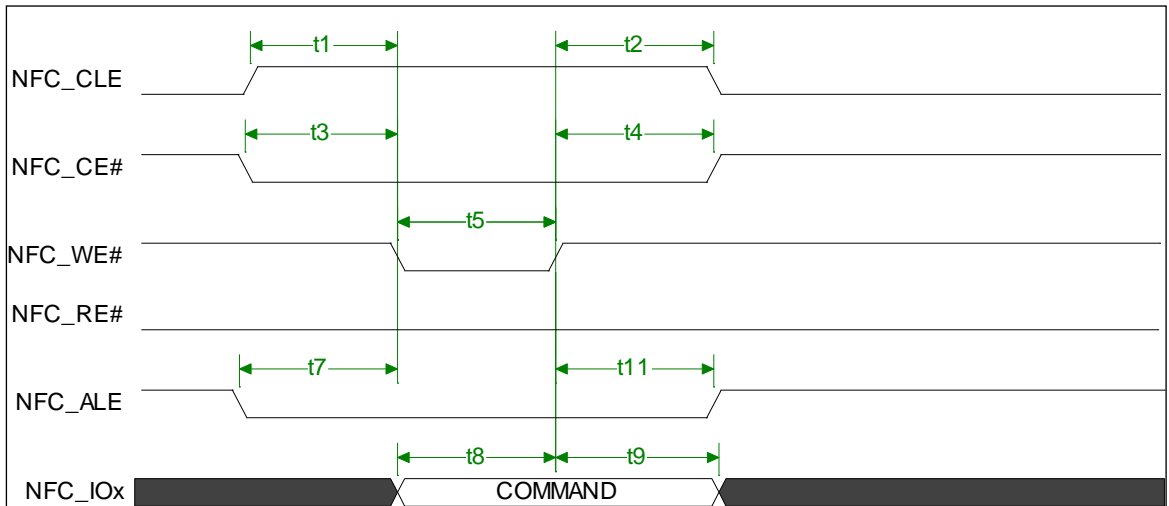 t1 t2
NFC_CLE
t3 t4
NFC_CE#
t5
NFC_WE#
NFC_RE#
t7 t11
NFC_ALE
t8 t9
NFC_IOx COMMAND